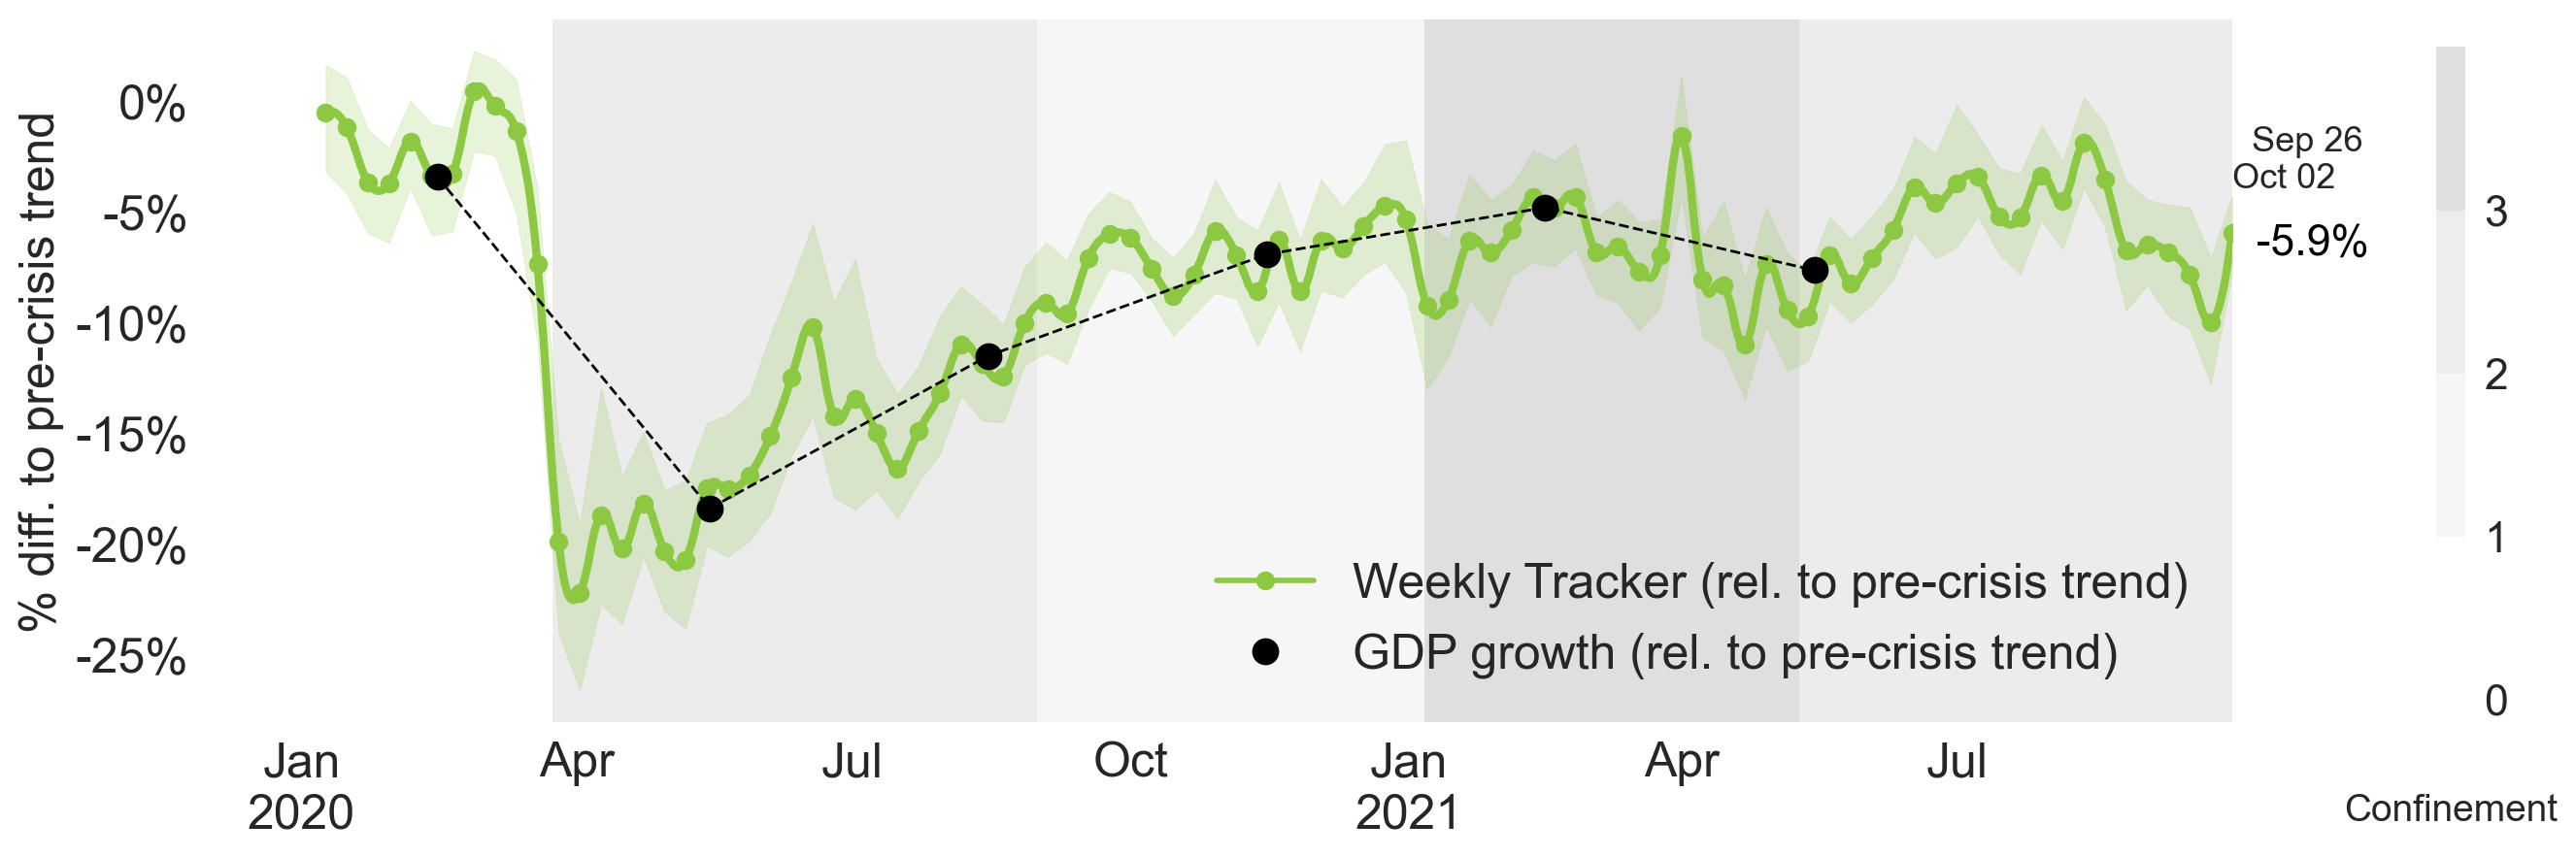 % diff. to pre-crisis trend
0%
-5%
-10%
-15%
-20%
-25%
Jan
2020
Apr
Jul
Oct
Jan
2021
Apr
Jul
Weekly Tracker (rel. to pre-crisis trend)
GDP growth (rel. to pre-crisis trend)
Sep 26
Oct 02
-5.9%
3
2
1
0
Confinement